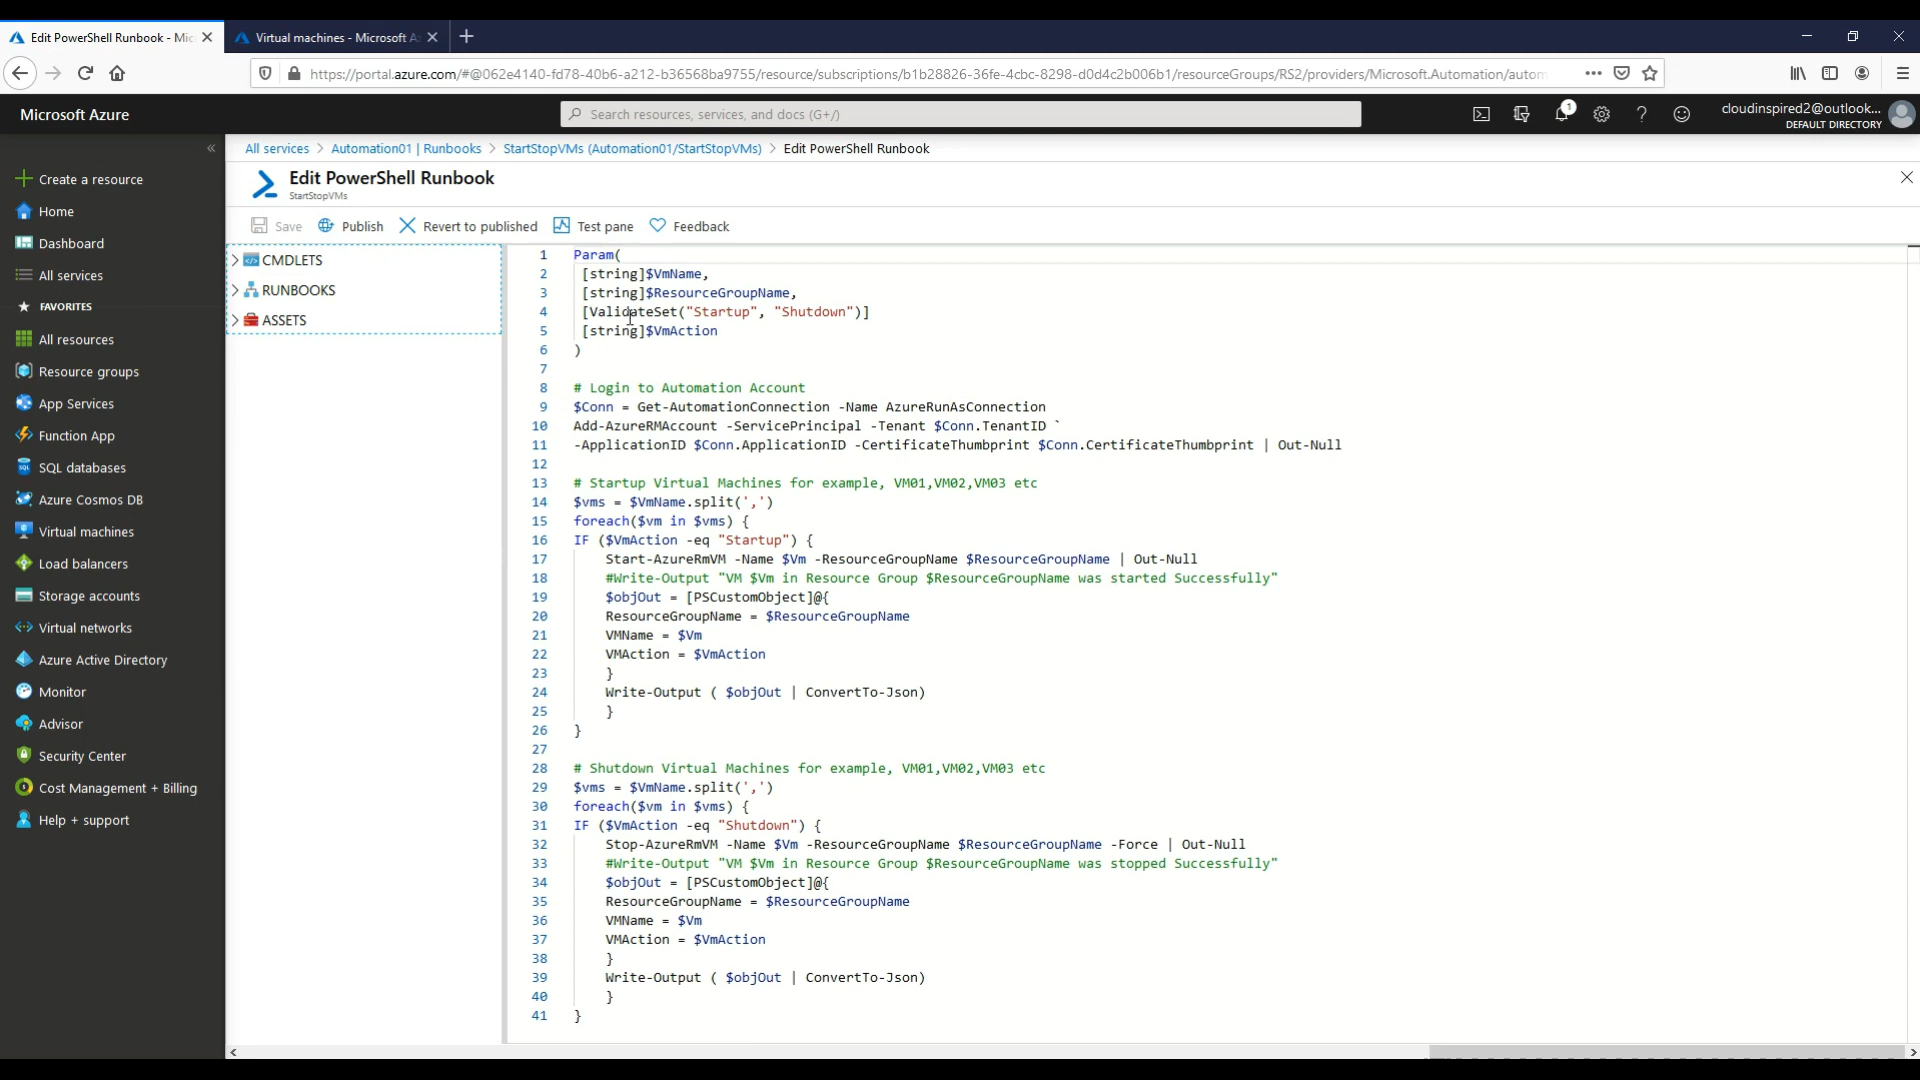 Edit PowerShell Runbook - Mic
Virtual machines - Microsoft A
https://portal.azure.com/#@062e4140-fd78-40b6-a212-b36568ba9755/resource/subscriptions/b1b28826-36fe-4cbc-8298-d0d4c2b006b1/resourceGroups/RS2/providers/Microsoft.Automation/autom
Microsoft Azure
Search resources, services, and docs (G+/)
1
cloudinspired2@outlook...
DEFAULT DIRECTORY
All services > Automation01 | Runbooks > StartStopVMs (Automation01/StartStopVMs) > Edit PowerShell Runbook
Edit PowerShell Runbook
StartStopVMs
Save
Publish
Revert to published
Test pane
Feedback
Create a resource
Home
Dashboard
All services
FAVORITES
All resources
Resource groups
App Services
Function App
SQL databases
Azure Cosmos DB
Virtual machines
Load balancers
Storage accounts
Virtual networks
Azure Active Directory
Monitor
Advisor
Security Center
Cost Management + Billing
Help + support
CMDLETS
RUNBOOKS
ASSETS
1 Param(
2 [string]$VmName,
3 [string]$ResourceGroupName,
4 [ValidateSet("Startup", "Shutdown")]
5 [string]$VmAction
6 )
7
8 # Login to Automation Account
9 $Conn = Get-AutomationConnection -Name AzureRunAsConnection
10 Add-AzureRMAccount -ServicePrincipal -Tenant $Conn.TenantID `
11 -ApplicationID $Conn.ApplicationID -CertificateThumbprint $Conn.CertificateThumbprint | Out-Null
12
13 # Startup Virtual Machines for example, VM01,VM02,VM03 etc
14 $vms = $VmName.split(',')
15 foreach($vm in $vms) {
16 IF ($VmAction -eq "Startup") {
17 Start-AzureRmVM -Name $Vm -ResourceGroupName $ResourceGroupName | Out-Null
18 #Write-Output "VM $Vm in Resource Group $ResourceGroupName was started Successfully"
19 $objOut = [PSCustomObject]@{
20 ResourceGroupName = $ResourceGroupName
21 VMName = $Vm
22 VMAction = $VmAction
23 }
24 Write-Output ( $objOut | ConvertTo-Json)
25 }
26 }
27
28 # Shutdown Virtual Machines for example, VM01,VM02,VM03 etc
29 $vms = $VmName.split(',')
30 foreach($vm in $vms) {
31 IF ($VmAction -eq "Shutdown") {
32 Stop-AzureRmVM -Name $Vm -ResourceGroupName $ResourceGroupName -Force | Out-Null
33 #Write-Output "VM $Vm in Resource Group $ResourceGroupName was stopped Successfully"
34 $objOut = [PSCustomObject]@{
35 ResourceGroupName = $ResourceGroupName
36 VMName = $Vm
37 VMAction = $VmAction
38 }
39 Write-Output ( $objOut | ConvertTo-Json)
40 }
41 }